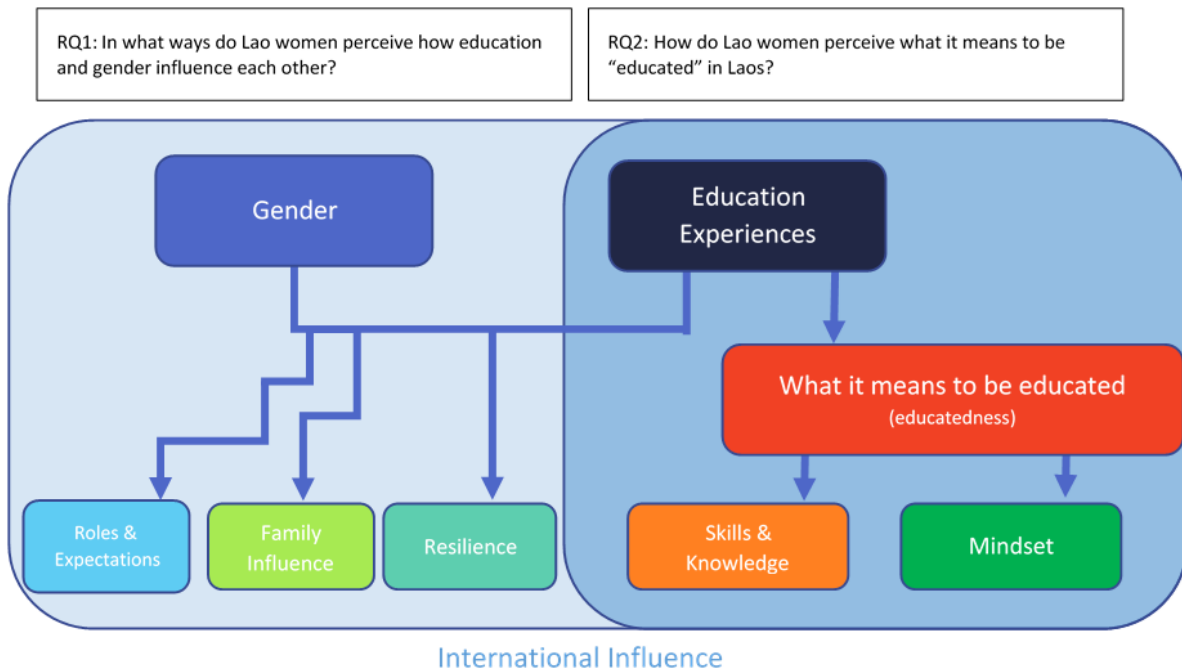 RQ1: In what ways do Lao women perceive how education
and gender influence each other?
RQ2: How do Lao women perceive what it means to be
“educated” in Laos?
Gender
Education
Experiences
What it means to be educated
(educatedness)
Roles &
Expectations
Family
Influence
Resilience
Skills &
Knowledge
Mindset
International Influence